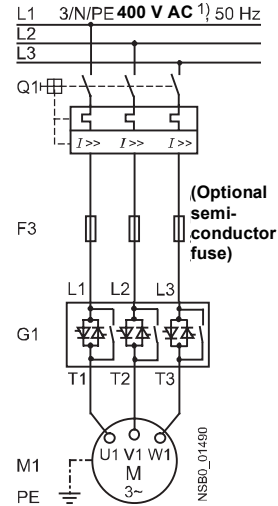 L1 3/N/PE 400 V AC 1), 50 Hz
L2
L3
Q1
I >> I >> I >>
F3
(Optional
semi-
conductor
fuse)
L1 L2 L3
G1
T1 T2 T3
U1 V1 W1
M1
M
3~
PE
NSB0_01490